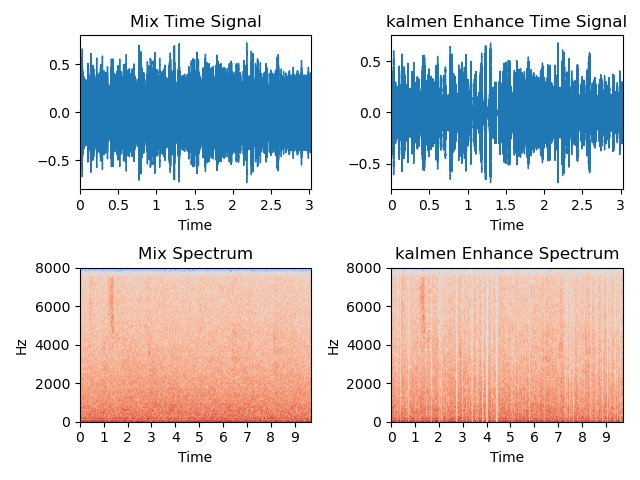 Mix Time Signal
0.5
0.0
−0.5
0 0.5 1 1.5 2 2.5 3
Time
kalmen Enhance Time Signal
0.5
0.0
−0.5
0 0.5 1 1.5 2 2.5 3
Time
Mix Spectrum
8000
6000
4000
2000
0
Hz
0 1 2 3 4 5 6 7 8 9
Time
kalmen Enhance Spectrum
8000
6000
4000
2000
0
Hz
0 1 2 3 4 5 6 7 8 9
Time